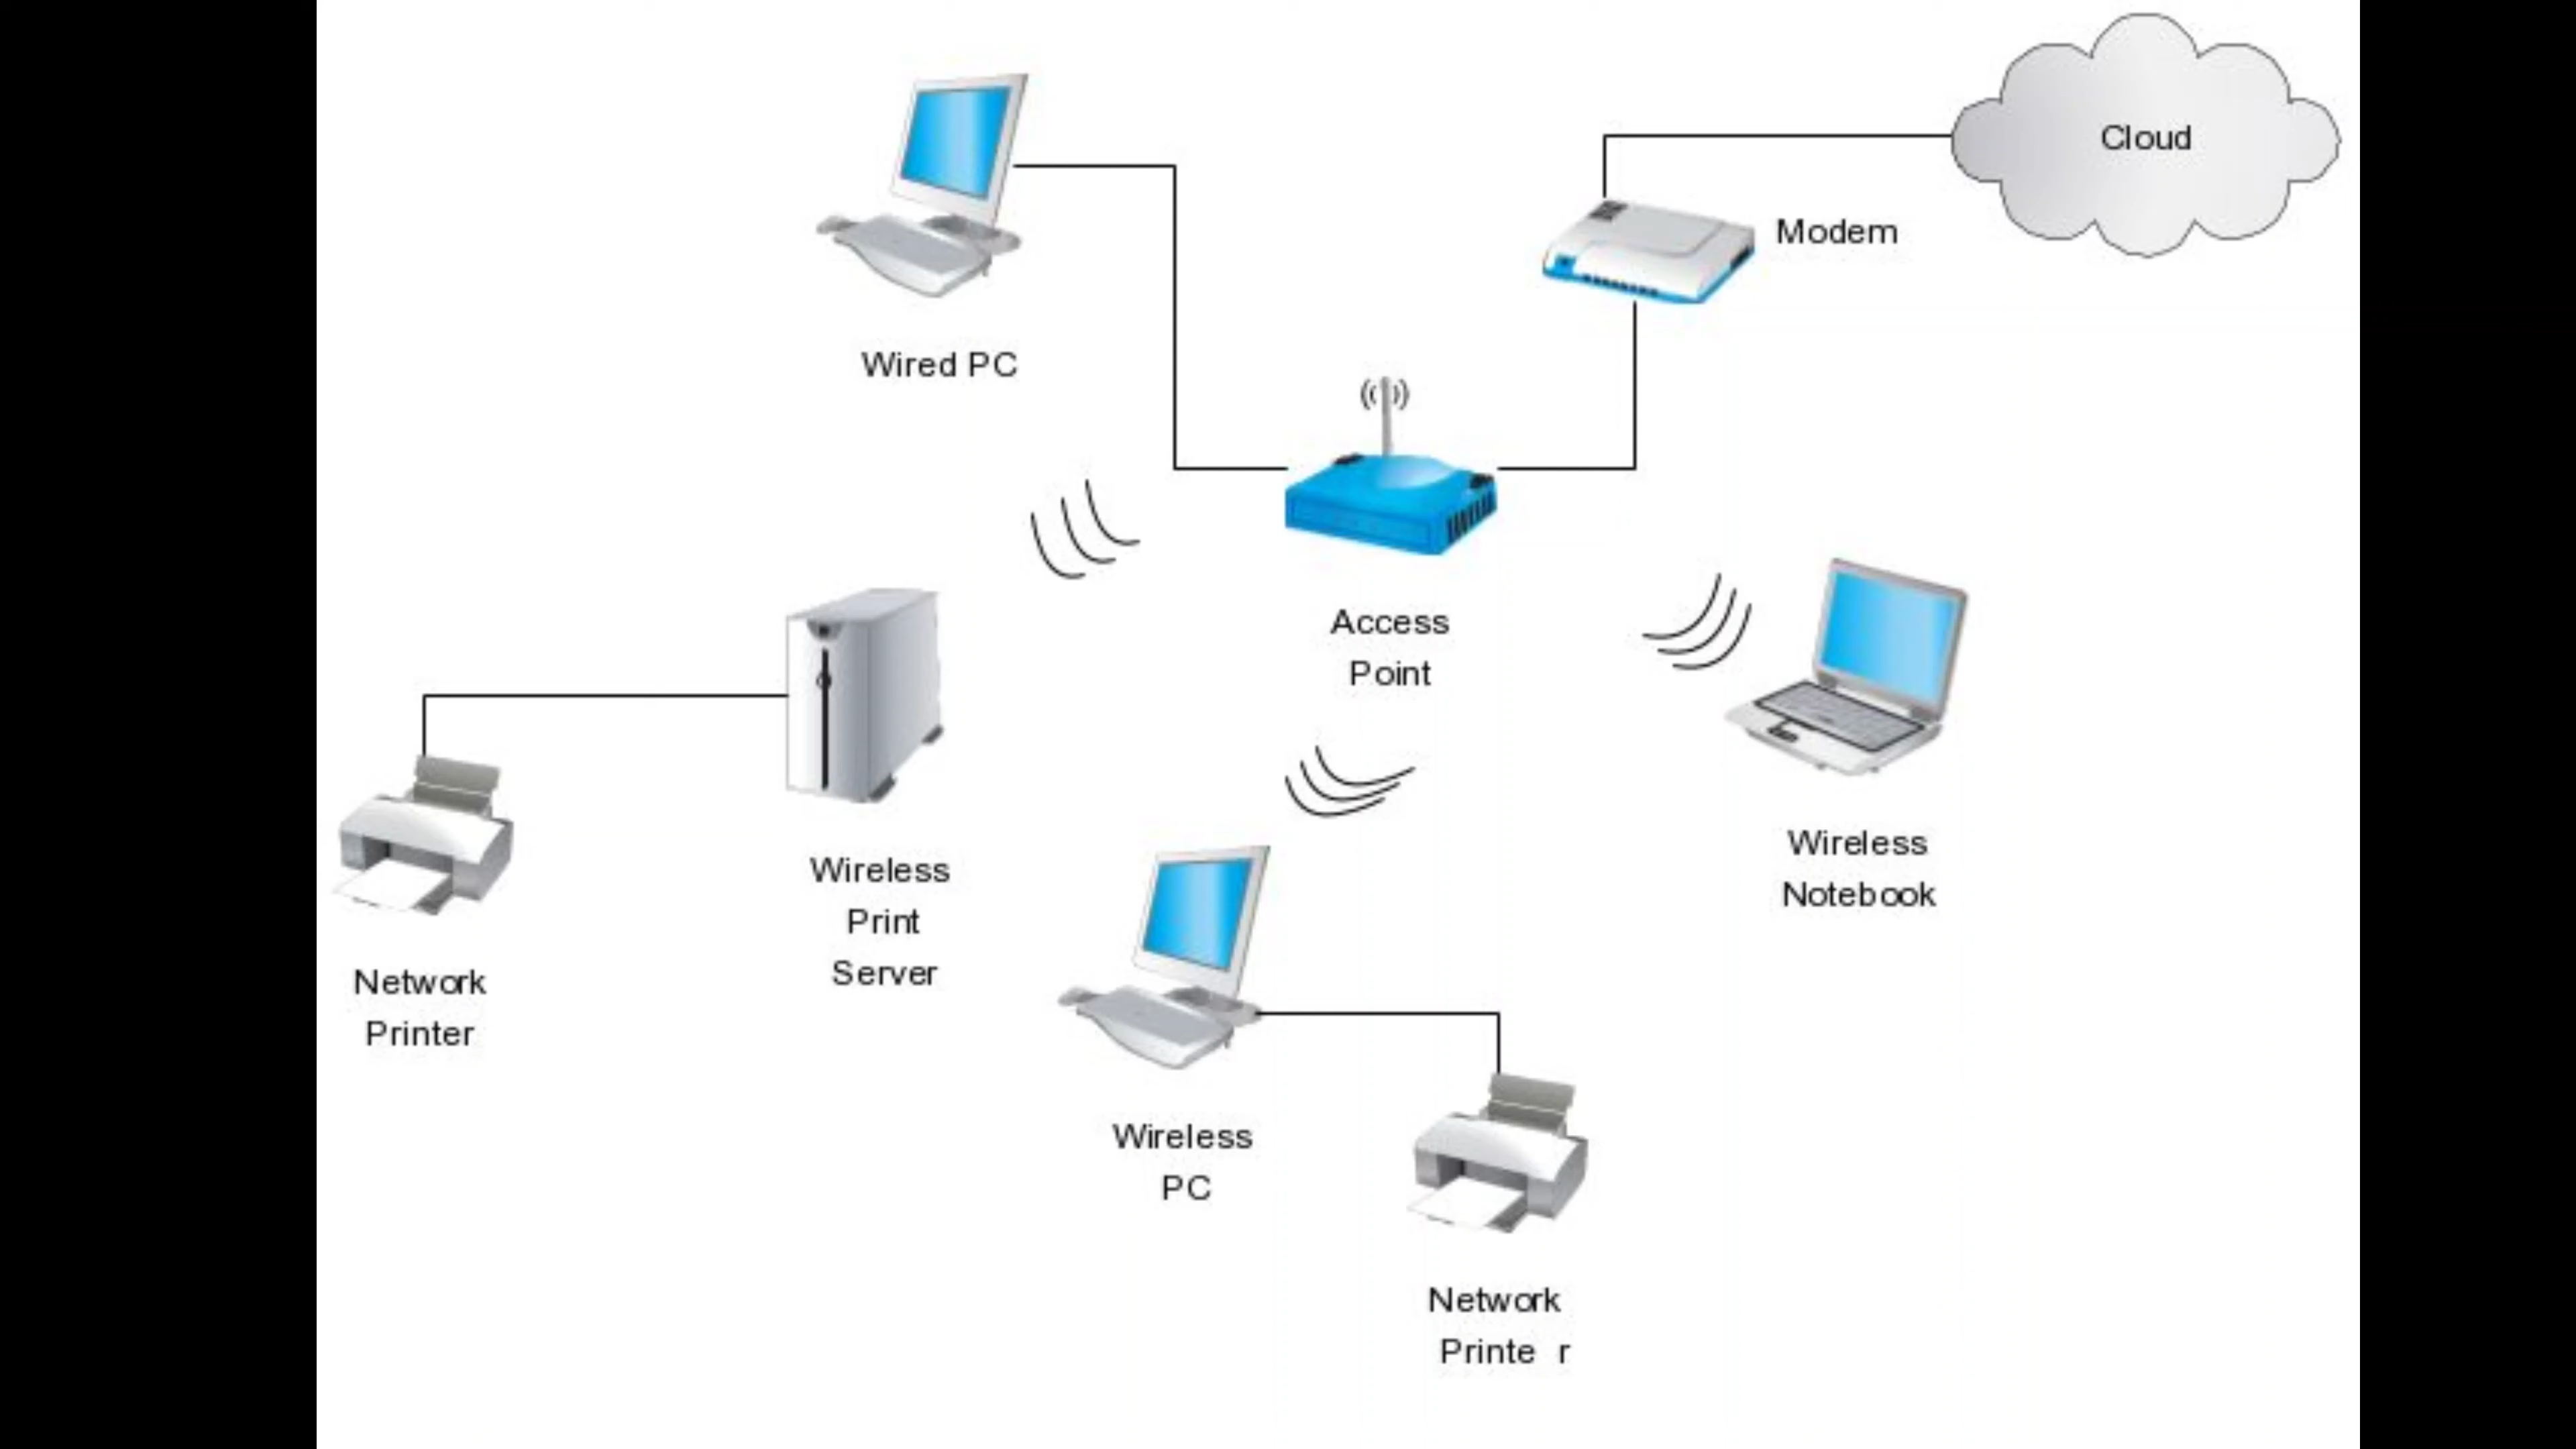 Cloud
Modem
Wired PC
Access
Point
Wireless
Notebook
Wireless
Print
Server
Network
Printer
Wireless
PC
Network
Printe r